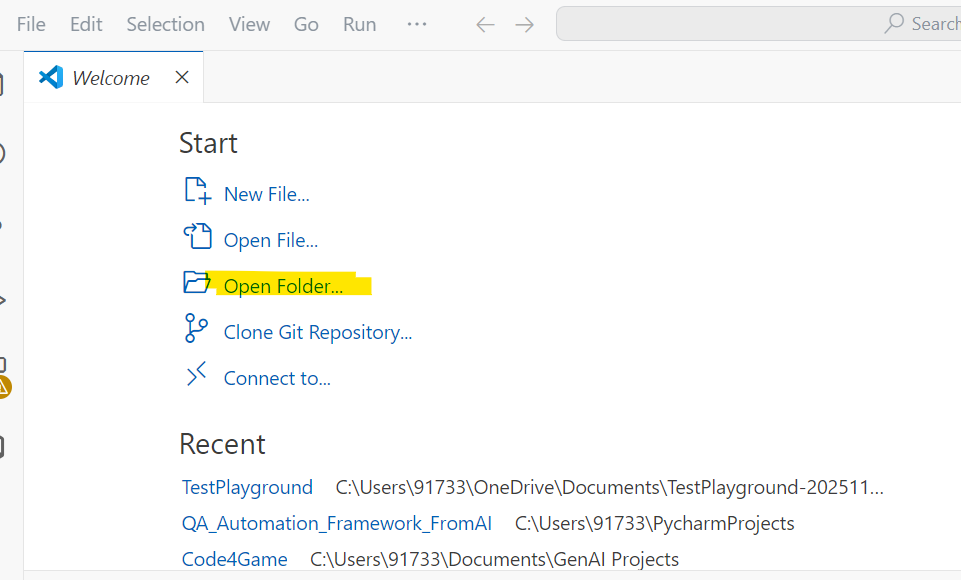 File Edit Selection View Go Run ···
Search
Welcome
Start
New File...
Open File...
Open Folder...
Clone Git Repository...
Connect to...
Recent
TestPlayground C:\Users\91733\OneDrive\Documents\TestPlayground-202511...
QA_Automation_Framework_FromAI C:\Users\91733\PycharmProjects
Code4Game C:\Users\91733\Documents\GenAI Projects